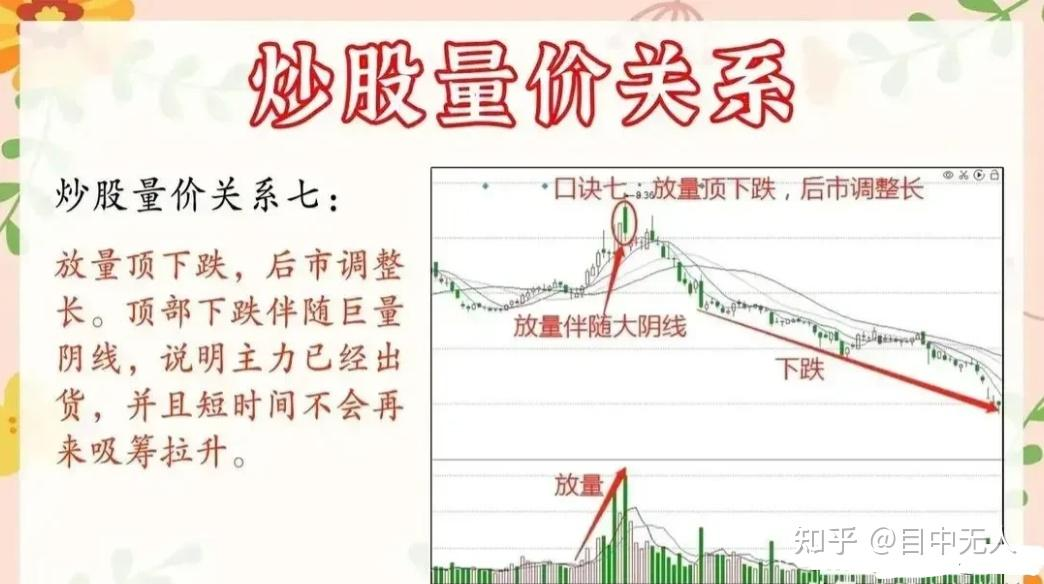 炒股量价关系
炒股量价关系七：
放量顶下跌，后市调整
长。顶部下跌伴随巨量
阴线，说明主力已经出
货，并且短时间不会再
来吸筹拉升。
口诀七：放量顶下跌，后市调整长
9.36
放量伴随大阴线
下跌
放量
知乎 @目中无人